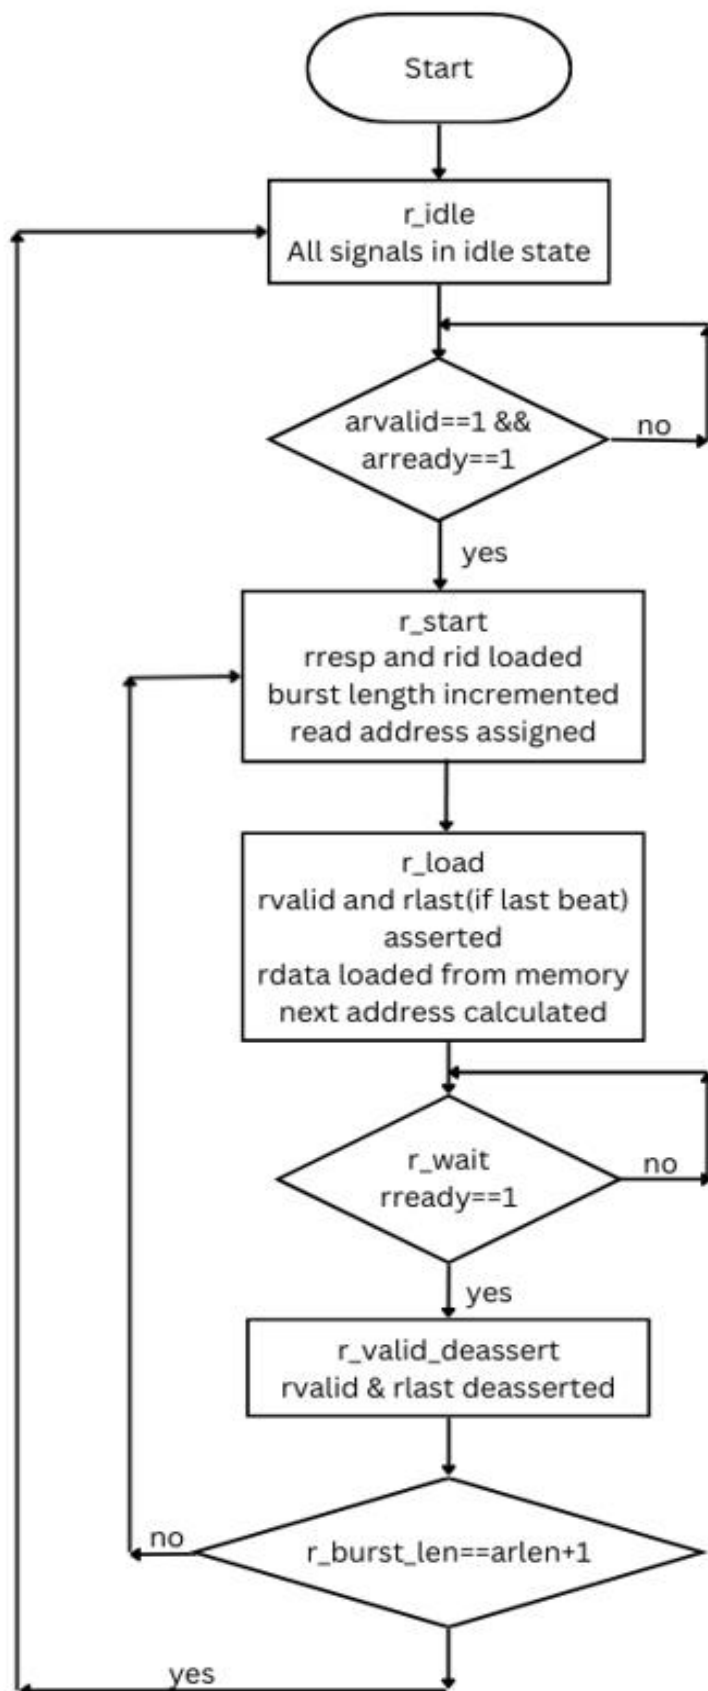 Start
r_idle
All signals in idle state
arvalid==1 &&
arready==1
no
yes
r_start
rresp and rid loaded
burst length incremented
read address assigned
r_load
rvalid and rlast(if last beat)
asserted
rdata loaded from memory
next address calculated
r_wait
rready==1
no
yes
r_valid_deassert
rvalid & rlast deasserted
r_burst_len==arlen+1
no
yes